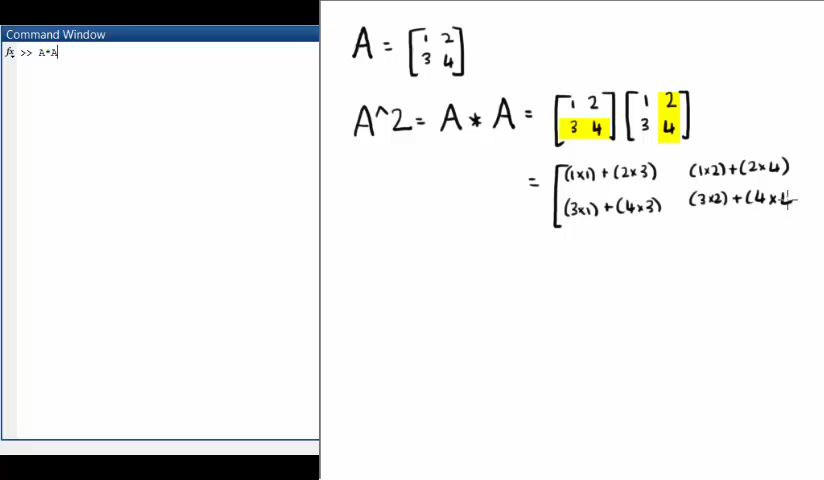 Command Window
fx >> A*A
A = [1 2
3 4]
A^2 = A * A = [1 2 [1 2
3 4] 3 4]
= [(1x1) + (2x3) (1x2) + (2x4)
(3x1) + (4x3) (3x2) + (4x4